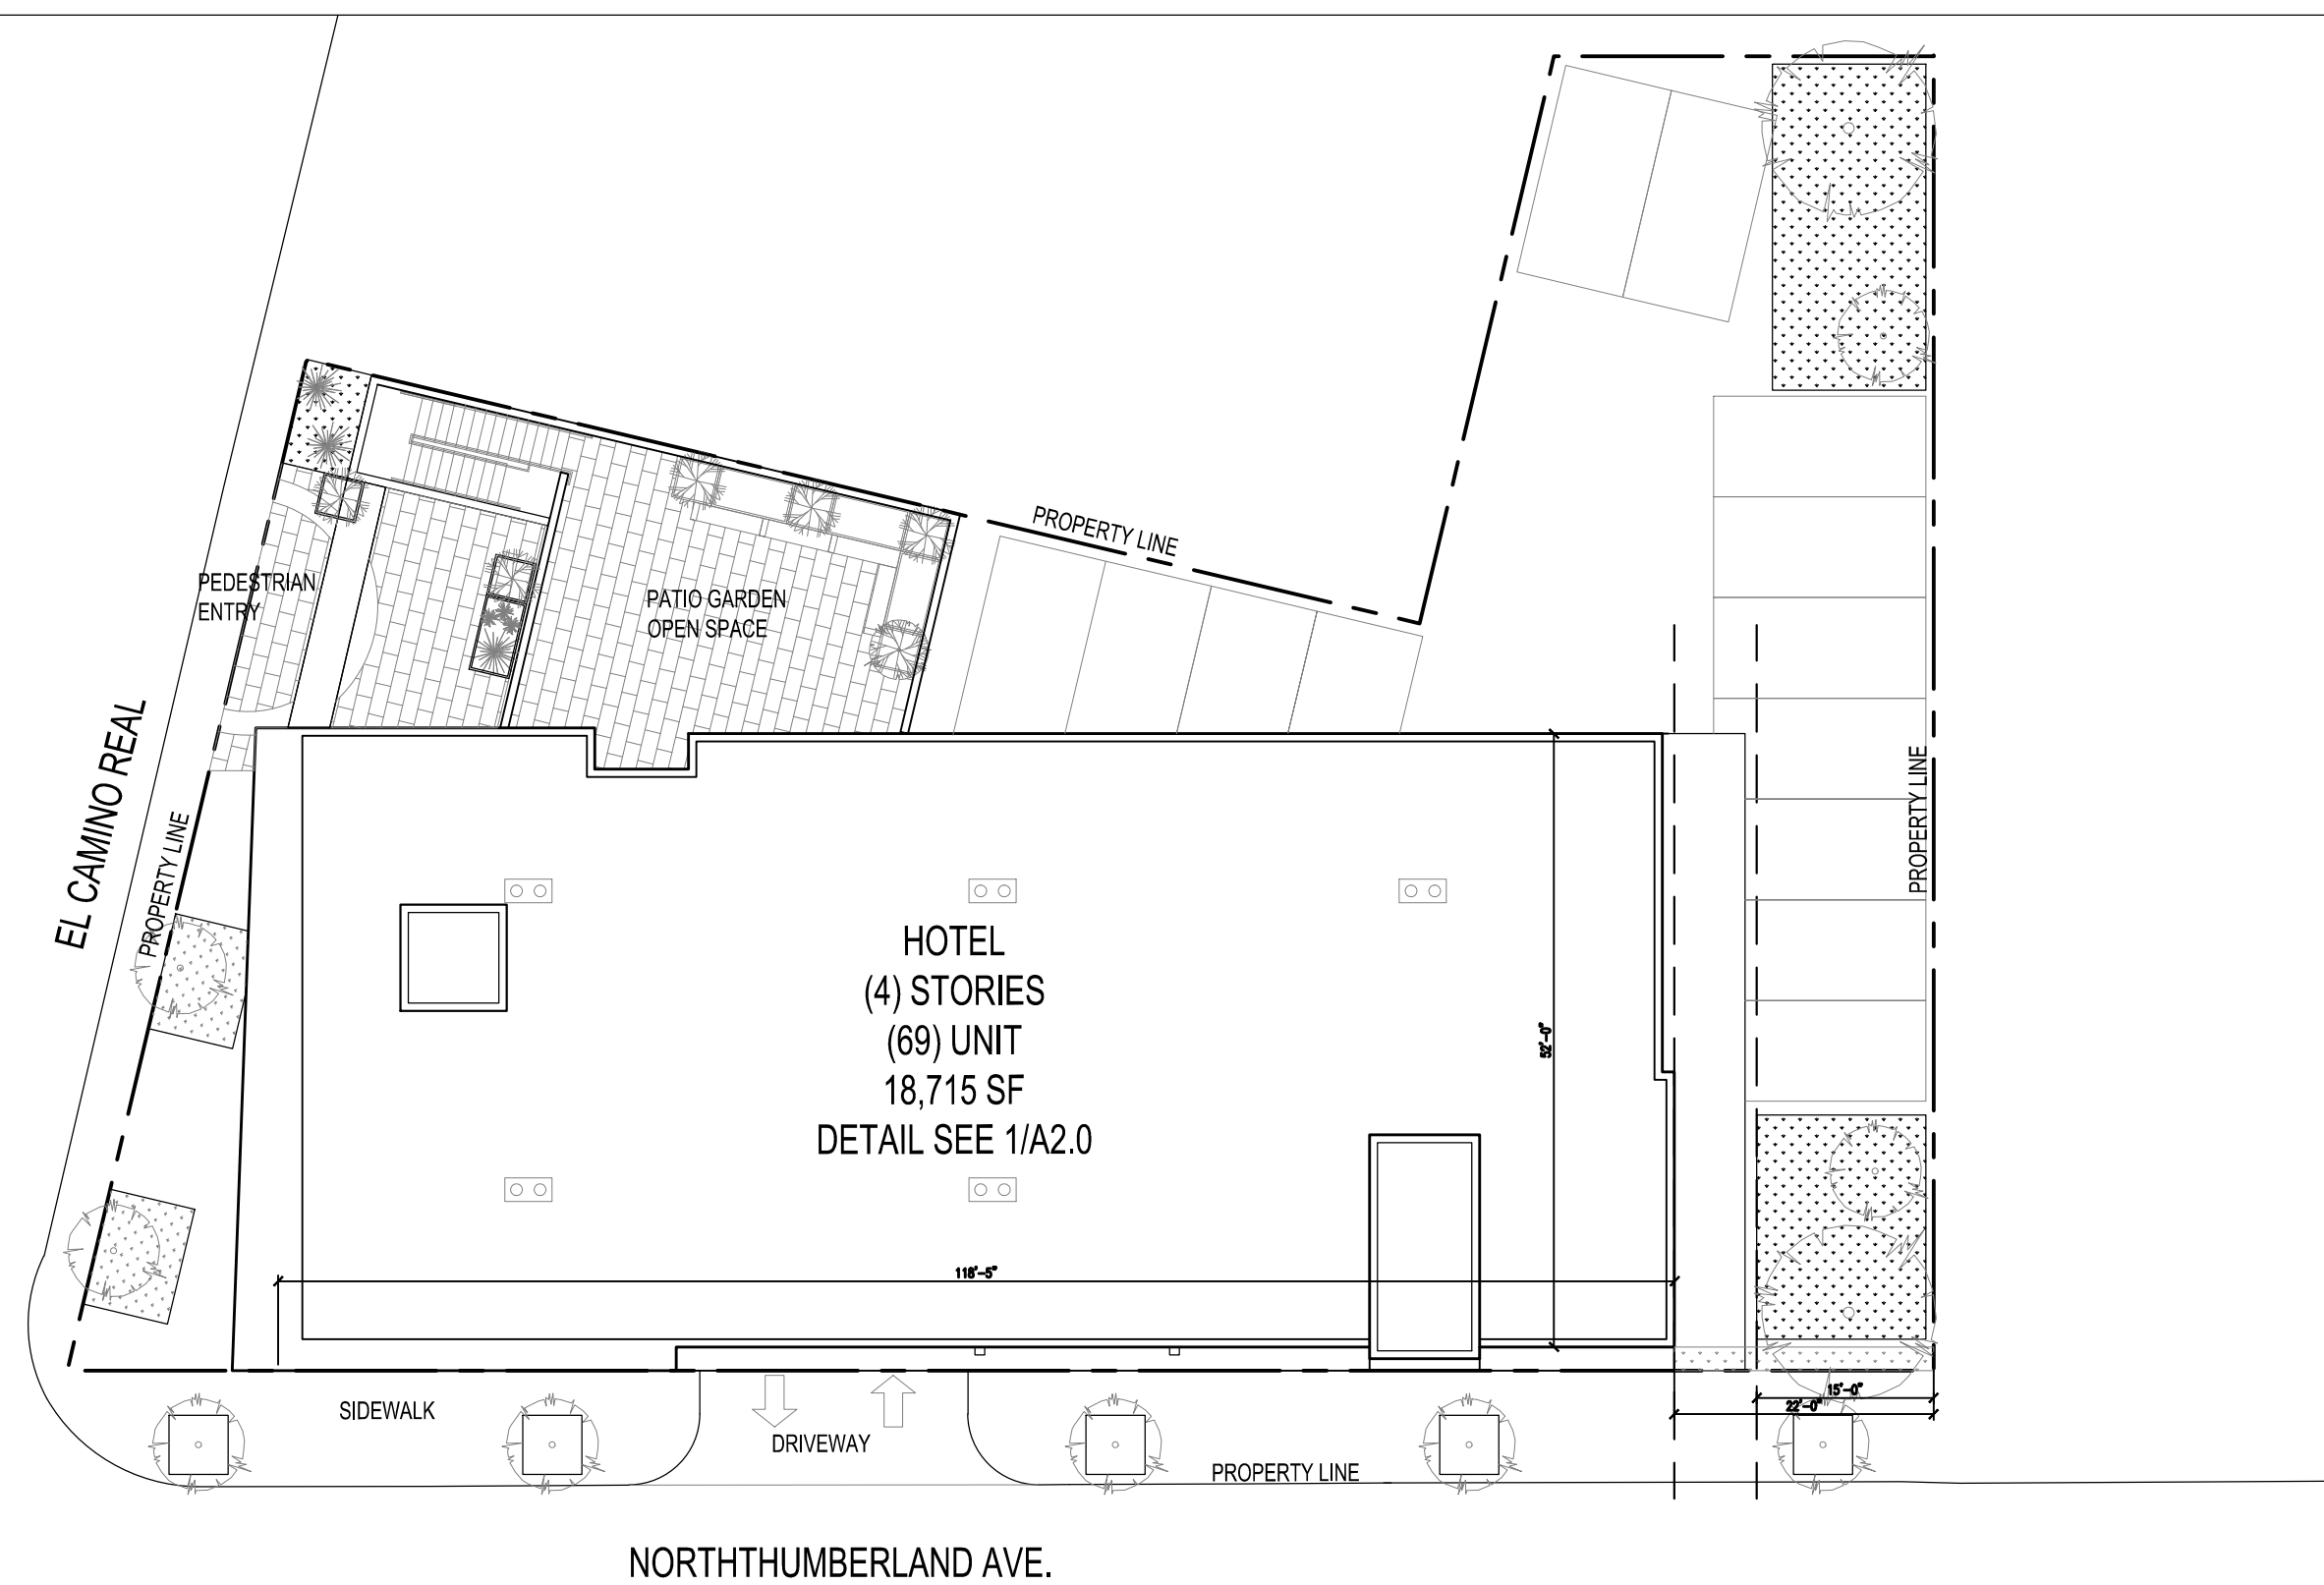 PROPERTY LINE
PEDESTRIAN
ENTRY
PATIO GARDEN
OPEN SPACE
EL CAMINO REAL
PROPERTY LINE
PROPERTY LINE
HOTEL
(4) STORIES
(69) UNIT
18,715 SF
DETAIL SEE 1/A2.0
52'-0"
118'-5"
15'-0"
22'-0"
SIDEWALK
DRIVEWAY
PROPERTY LINE
NORTHTHUMBERLAND AVE.